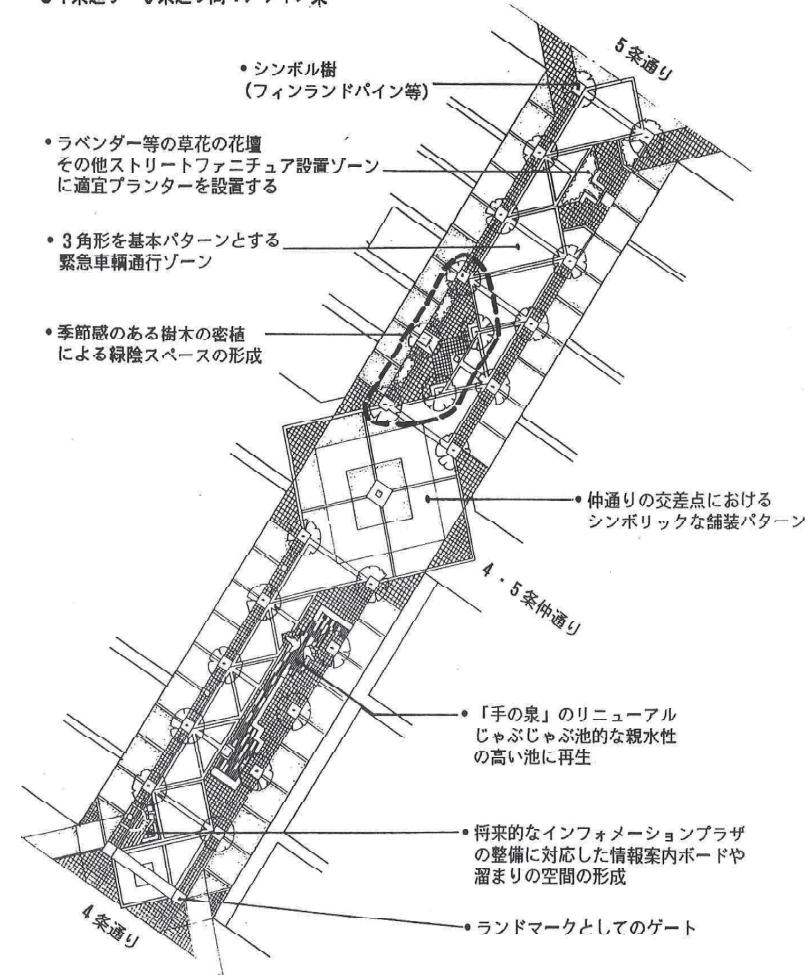 5条通り
• シンボル樹
(フィンランドパイン等)
• ラベンダー等の草花の花壇
その他ストリートファニチュア設置ゾーン
に適宜プランターを設置する
• 3角形を基本パターンとする
緊急車輌通行ゾーン
• 季節感のある樹木の密植
による緑陰スペースの形成
• 仲通りの交差点における
シンボリックな舗装パターン
4・5条仲通り
• 「手の泉」のリニューアル
じゃぶじゃぶ池的な親水性
の高い池に再生
• 将来的なインフォメーションプラザ
の整備に対応した情報案内ボードや
溜まりの空間の形成
• ランドマークとしてのゲート
4条通り